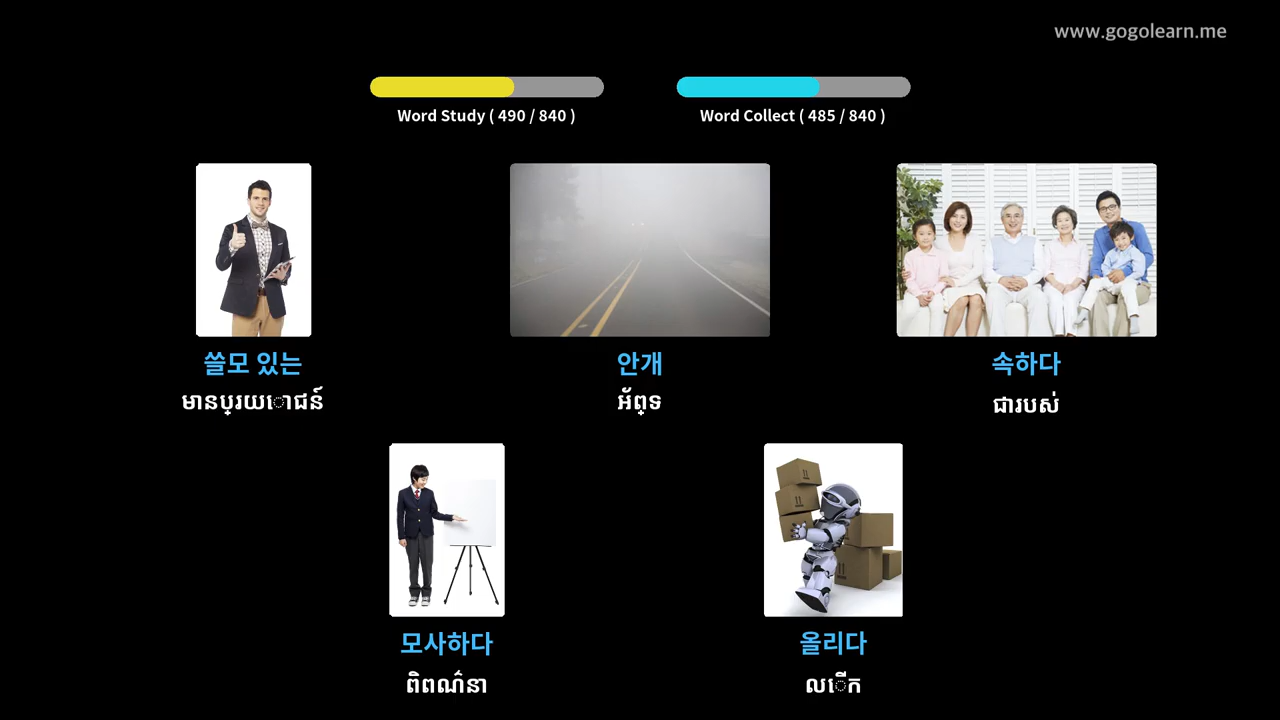 www.gogolearn.me
Word Study ( 490 / 840 )
Word Collect ( 485 / 840 )
쓸모 있는
មានប្រយោជន៍
안개
អ័ព្ទ
속하다
ជារបស់
모사하다
ពិពណ៌នា
올리다
លើក